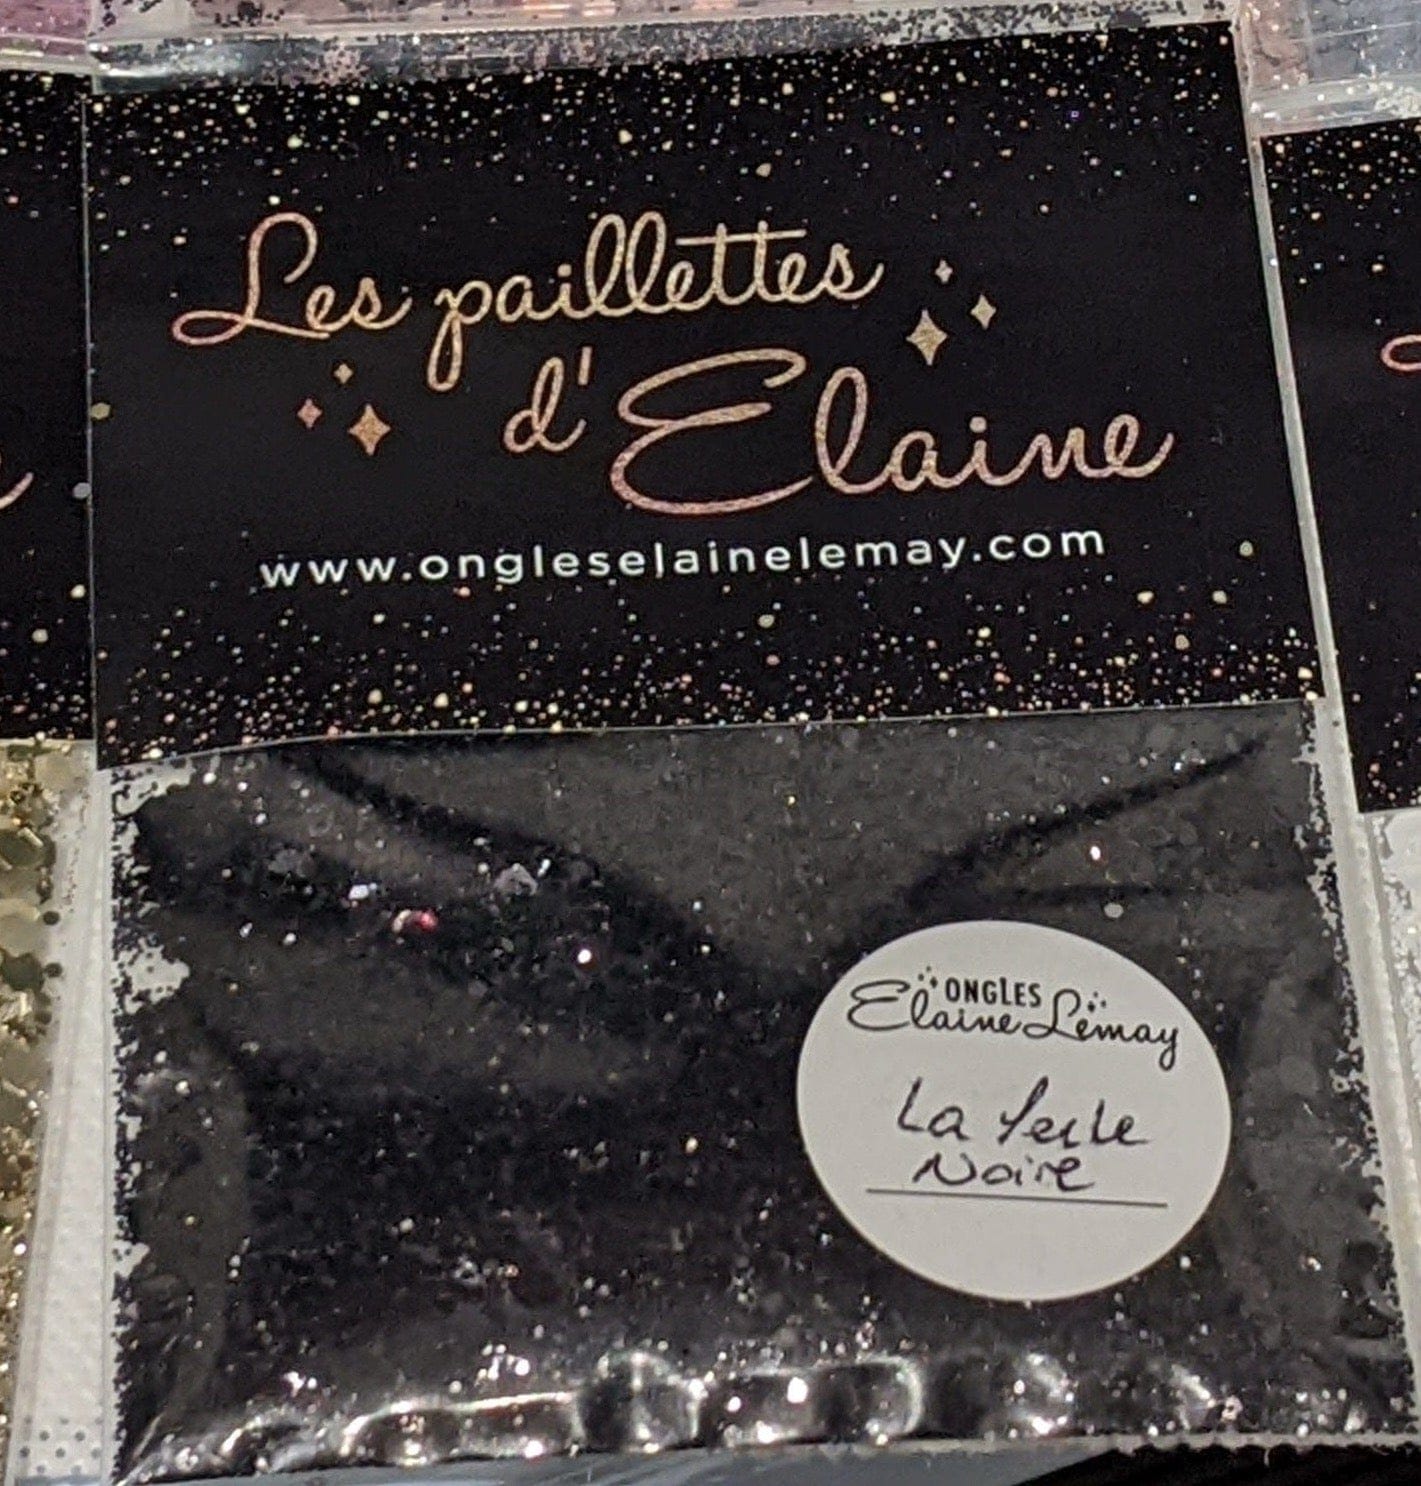 Les paillettes
d'Elaine
www.ongleselainelemay.com
ONGLES
Elaine Lemay
La Perle
Noire